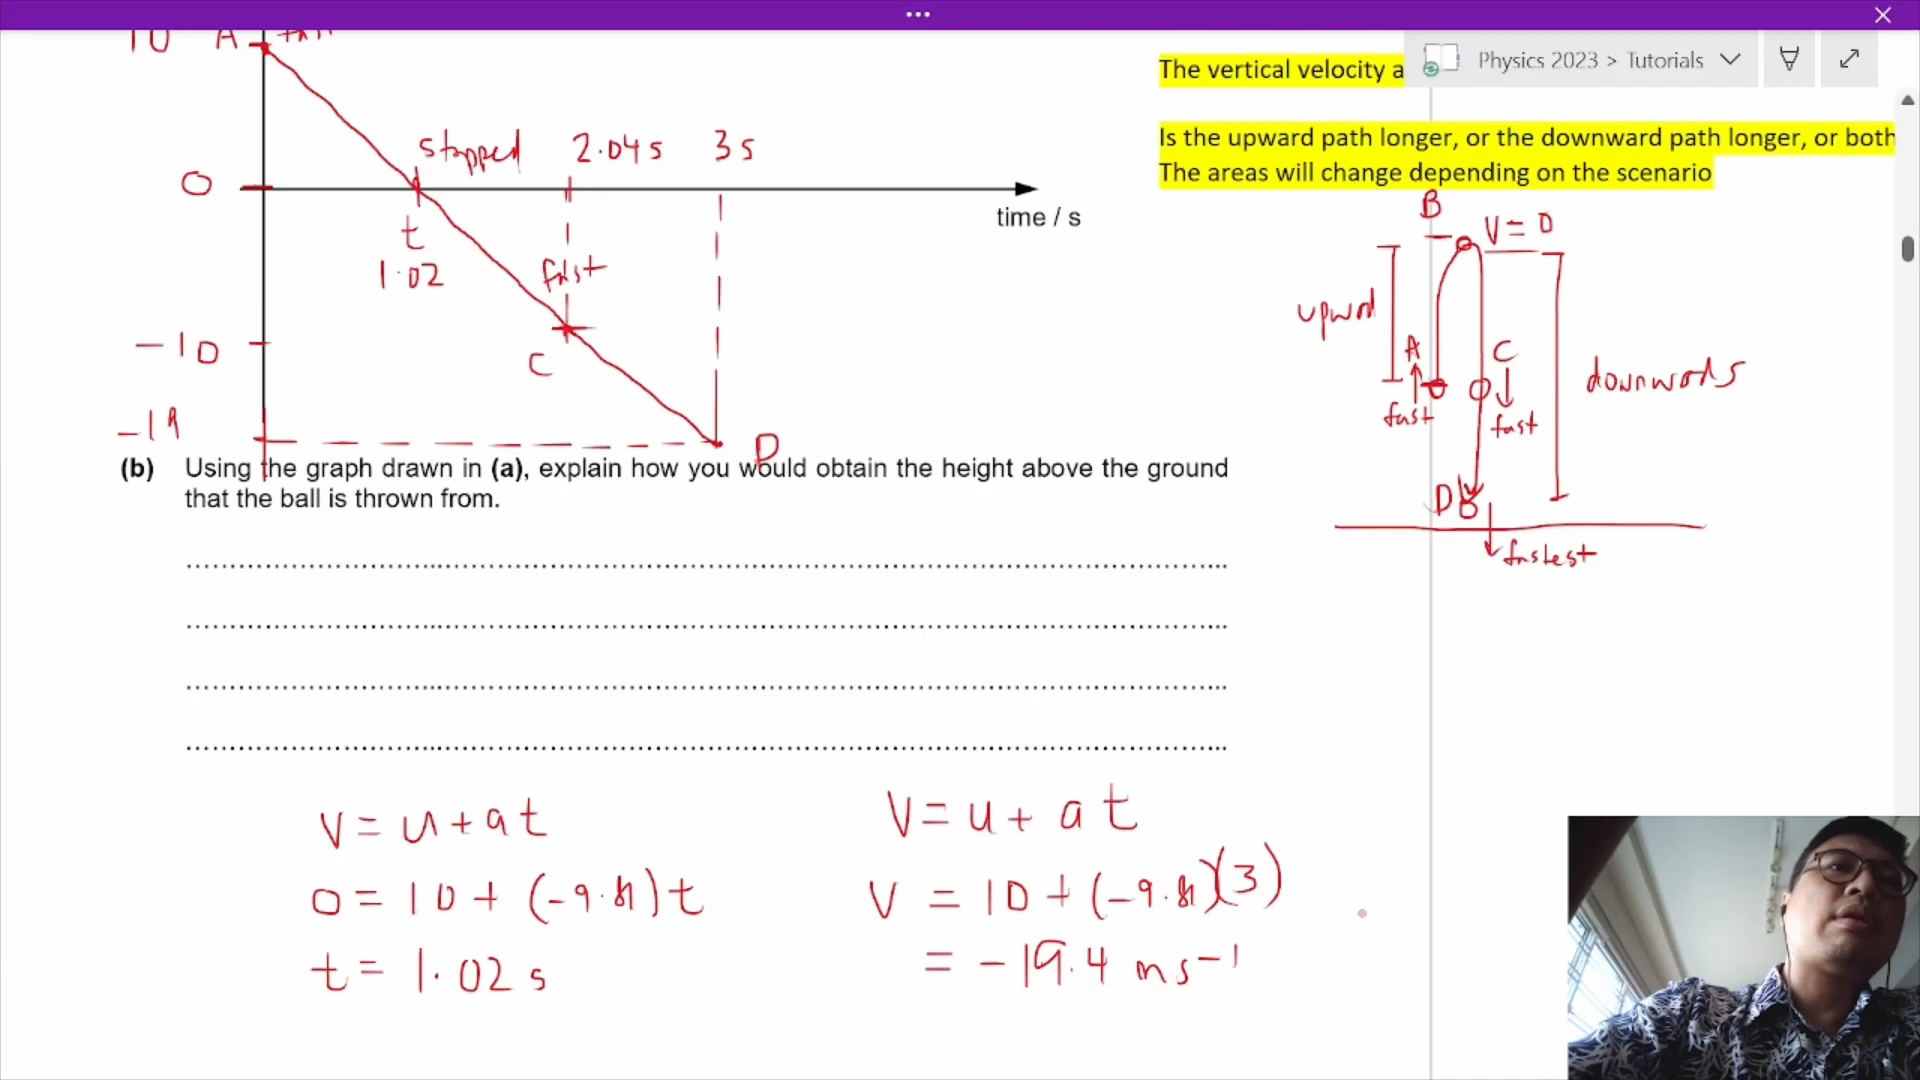 Physics 2023 > Tutorials
10 A fast
The vertical velocity a
Is the upward path longer, or the downward path longer, or both
The areas will change depending on the scenario
stopped 2.04s 3s
0
time / s
t
1.02
fast
C
-10
-19
D
B
V = 0
upward
A
C
fast
fast
downwards
D
fastest
(b) Using the graph drawn in (a), explain how you would obtain the height above the ground
that the ball is thrown from.
V = u + at
0 = 10 + (-9.81)t
t = 1.02 s
V = u + at
V = 10 + (-9.81)(3)
= -19.4 ms-1